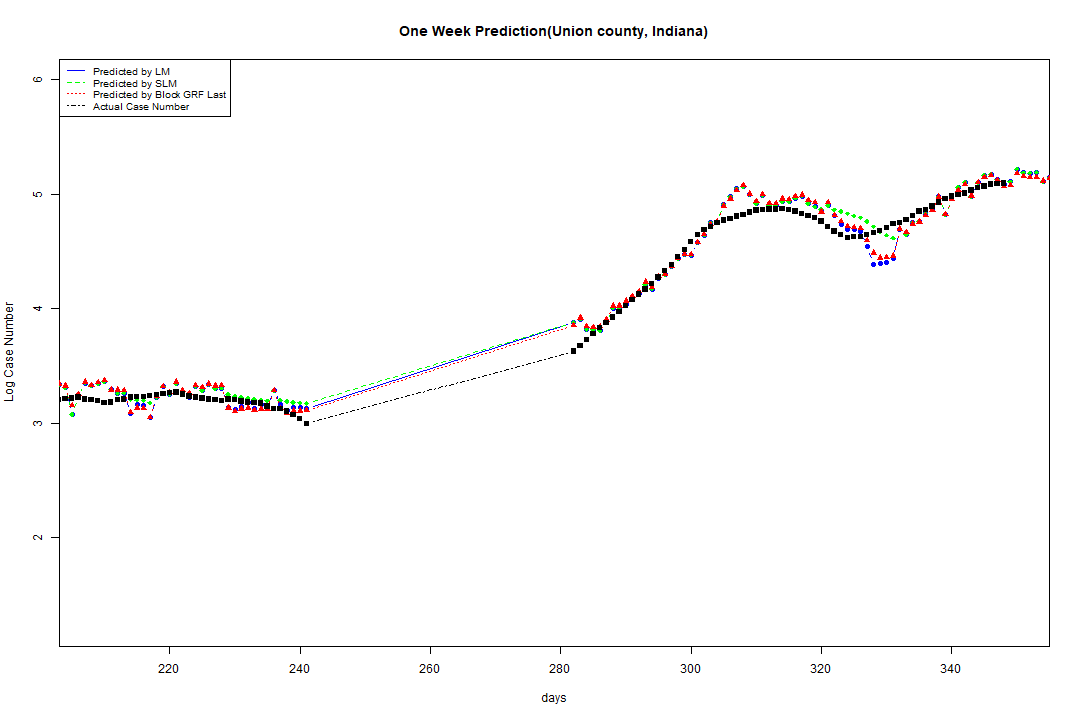 One Week Prediction(Union county, Indiana)
Predicted by LM
Predicted by SLM
Predicted by Block GRF Last
Actual Case Number
6
5
4
3
2
Log Case Number
220 240 260 280 300 320 340
days